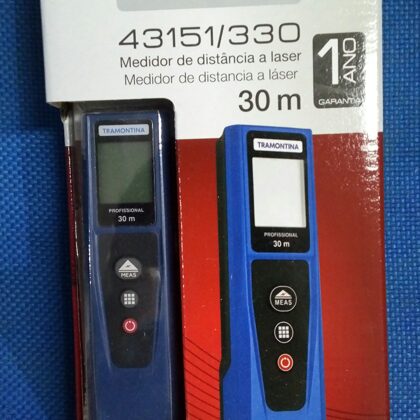 43151/330
Medidor de distância a laser
Medidor de distancia a láser
30 m
1 ANO
GARANTIA
TRAMONTINA
PROFISSIONAL
30 m
MEAS
TRAMONTINA
PROFISSIONAL
30 m
MEAS